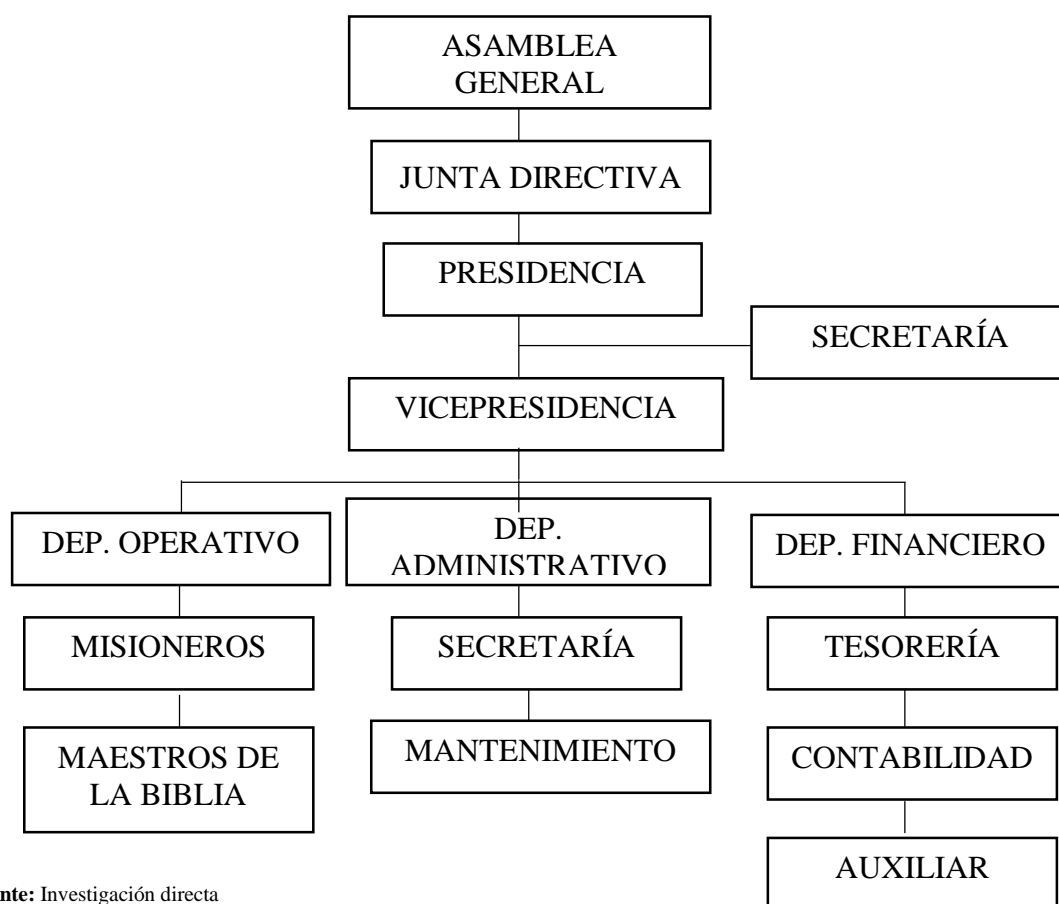 ASAMBLEA
GENERAL
JUNTA DIRECTIVA
PRESIDENCIA
SECRETARÍA
VICEPRESIDENCIA
DEP. OPERATIVO
DEP.
ADMINISTRATIVO
DEP. FINANCIERO
MISIONEROS
SECRETARÍA
TESORERÍA
MAESTROS DE
LA BIBLIA
MANTENIMIENTO
CONTABILIDAD
AUXILIAR
nte: Investigación directa